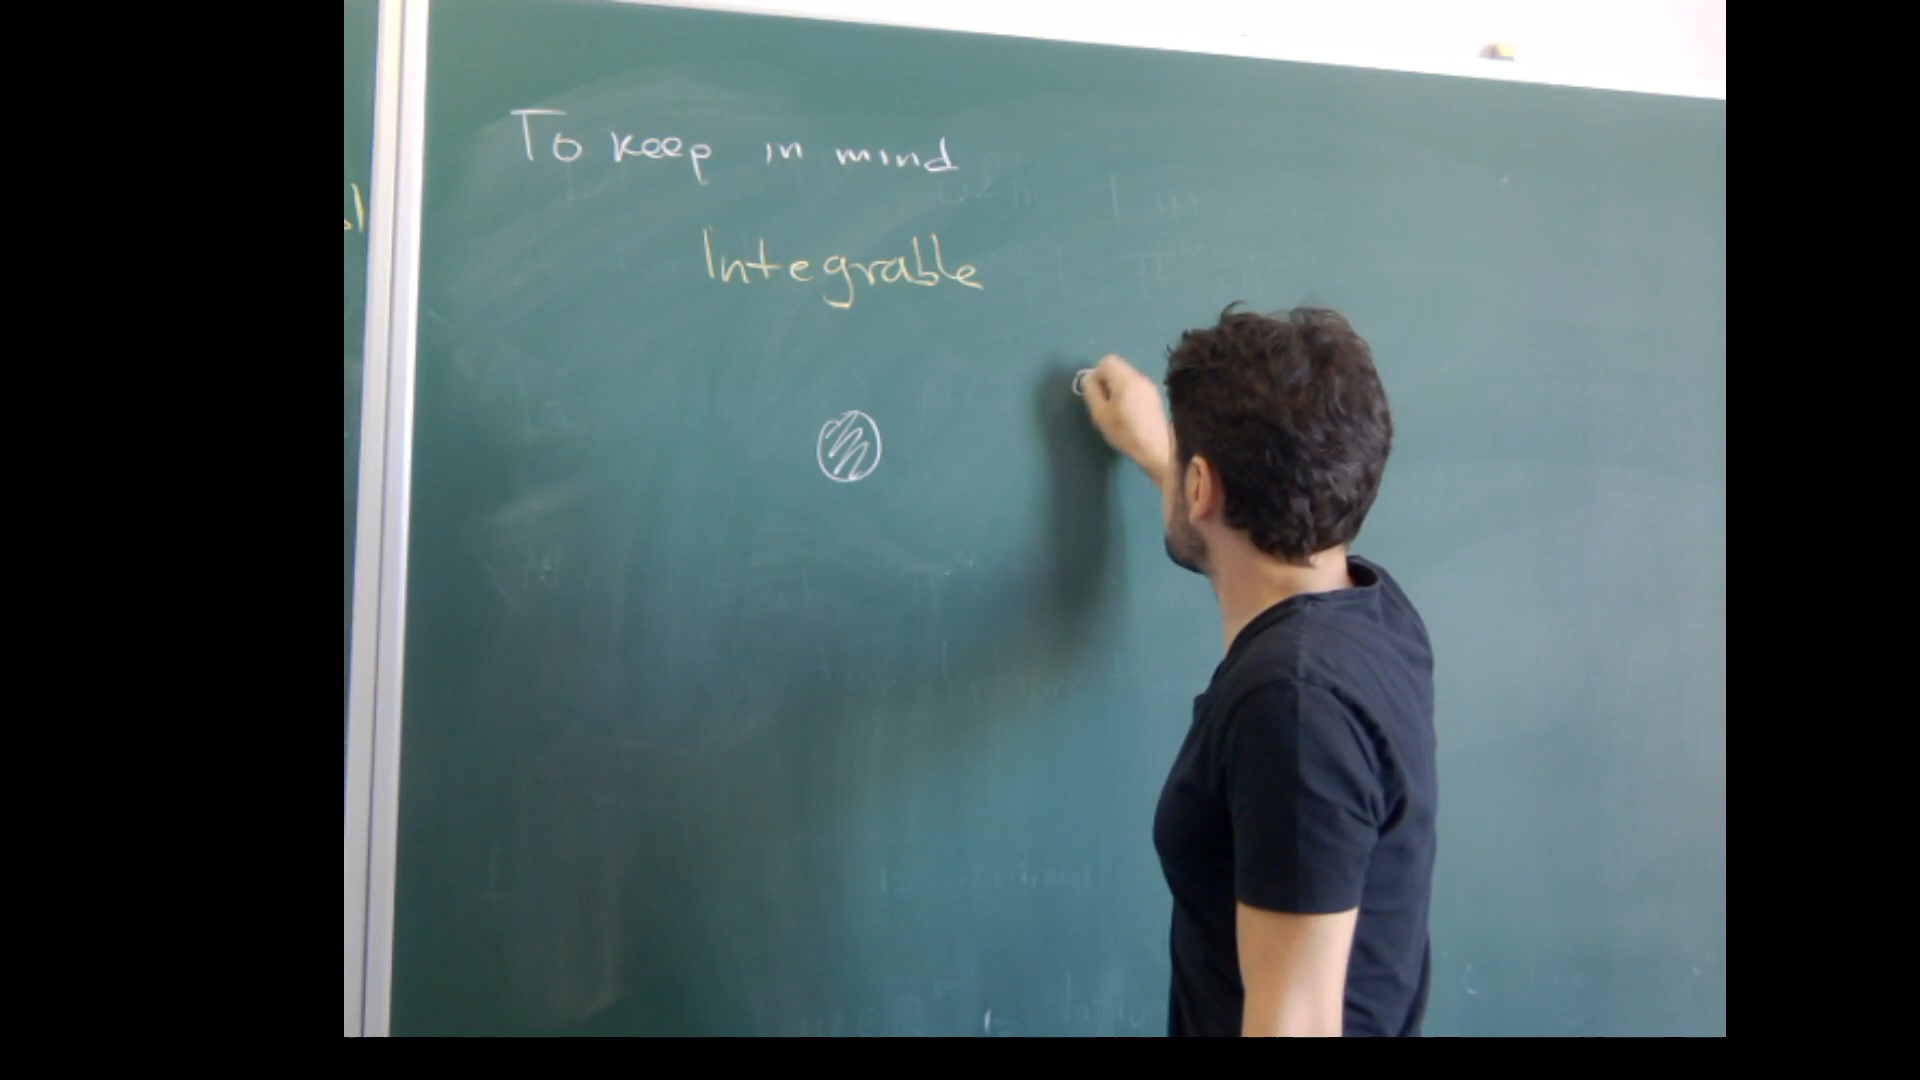 To keep in mind
Integrable